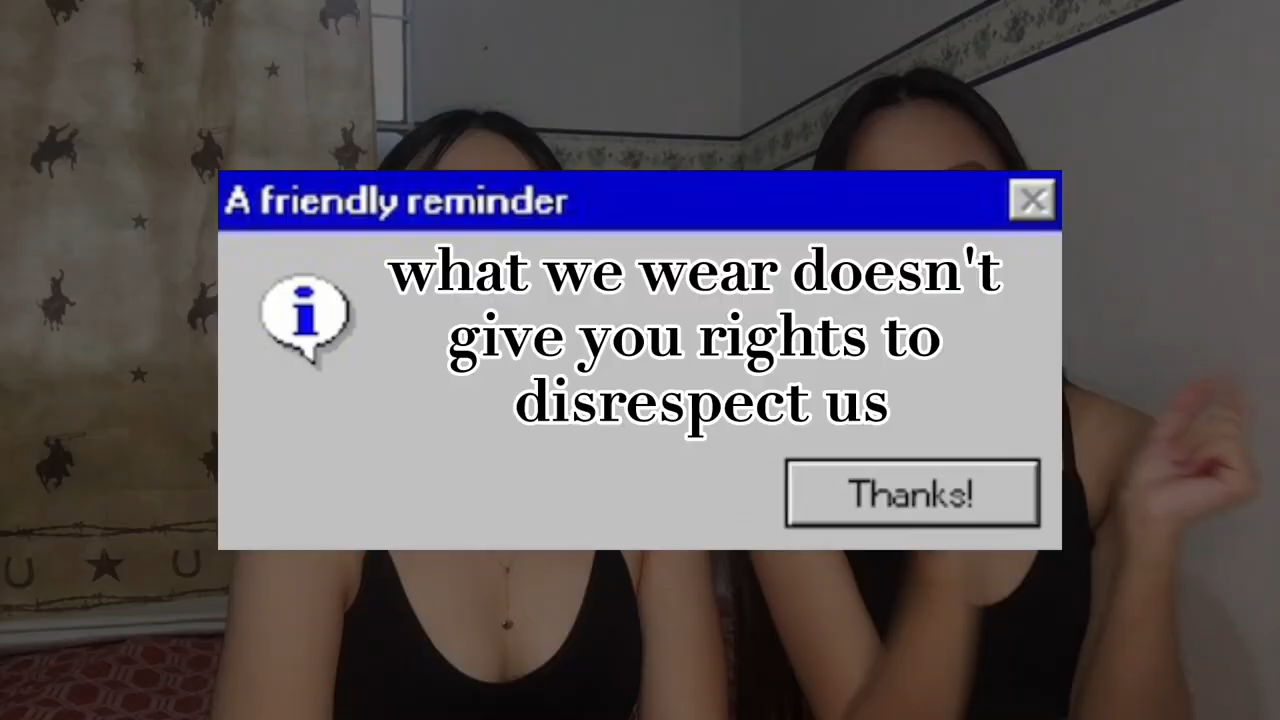 A friendly reminder
what we wear doesn't
give you rights to
disrespect us
Thanks!